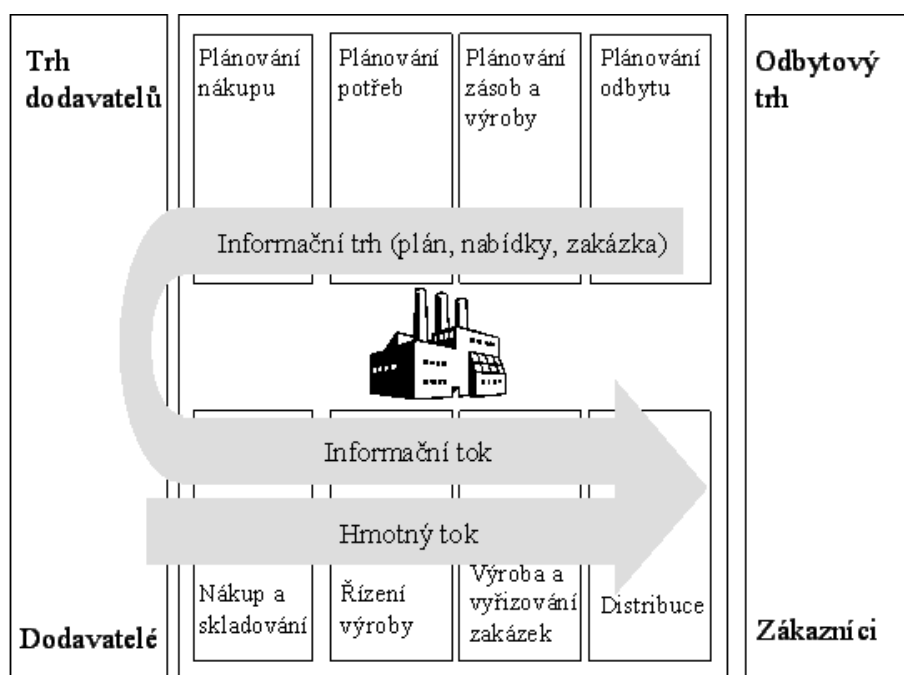 Trh
dodavatelů
Plánování
nákupu
Plánování
potřeb
Plánování
zásob a
výroby
Plánování
odbytu
Odbytový
trh
Informační trh (plán, nabídky, zakázka)
Informační tok
Hmotný tok
Dodavatelé
Nákup a
skladování
Řízení
výroby
Výroba a
vyřizování
zakázek
Distribuce
Zákazníci